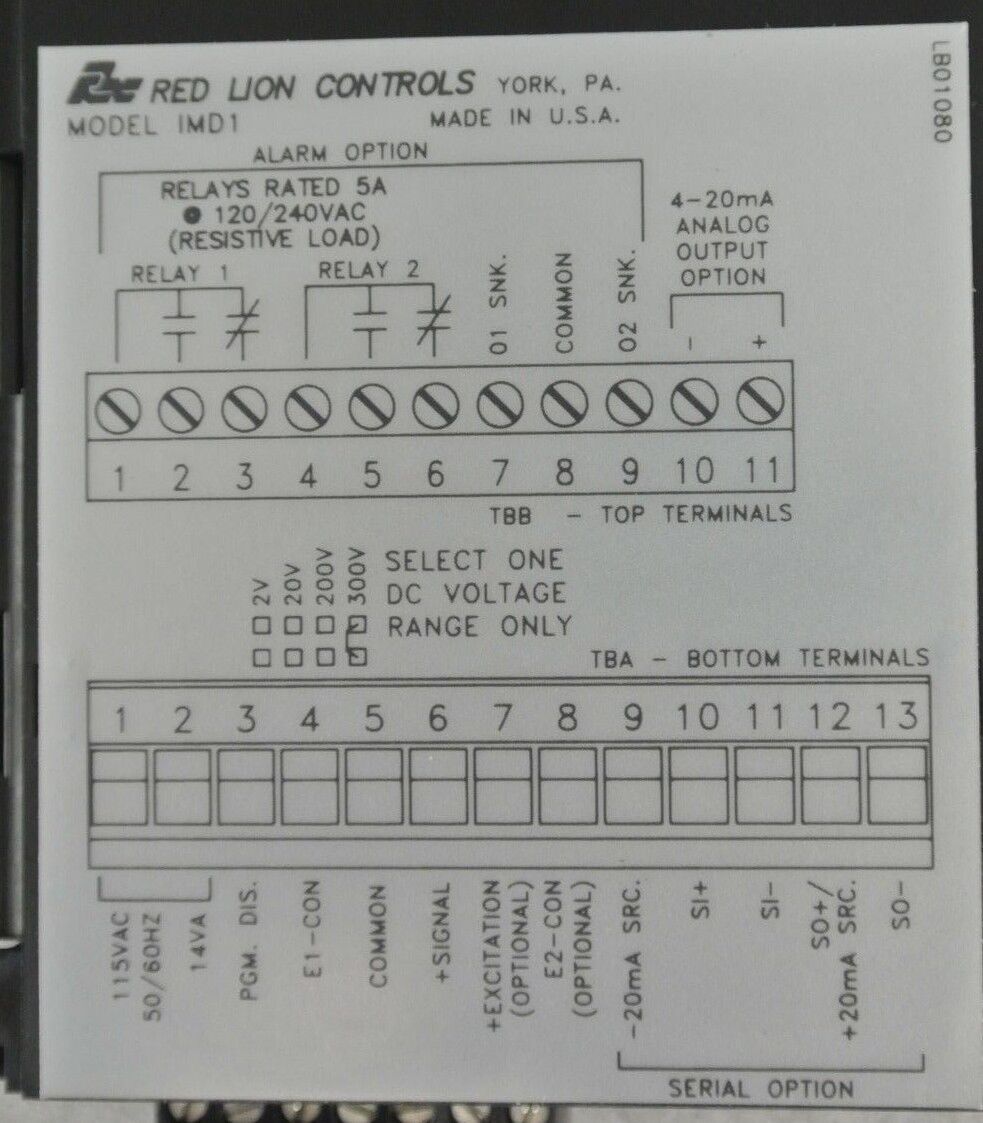 RLC RED LION CONTROLS YORK, PA.
MODEL IMD1 MADE IN U.S.A.
LB01080
ALARM OPTION
RELAYS RATED 5A
@ 120/240VAC
(RESISTIVE LOAD)
4-20mA
ANALOG
OUTPUT
OPTION
RELAY 1 RELAY 2
O1 SNK.
COMMON
O2 SNK.
- +
1 2 3 4 5 6 7 8 9 10 11
TBB - TOP TERMINALS
2V
20V
200V
300V
SELECT ONE
DC VOLTAGE
RANGE ONLY
TBA - BOTTOM TERMINALS
1 2 3 4 5 6 7 8 9 10 11 12 13
115VAC
50/60HZ
14VA
PGM. DIS.
E1-CON
COMMON
+SIGNAL
+EXCITATION
(OPTIONAL)
E2-CON
(OPTIONAL)
-20mA SRC.
SI+
SI-
SO+/
+20mA SRC.
SO-
SERIAL OPTION